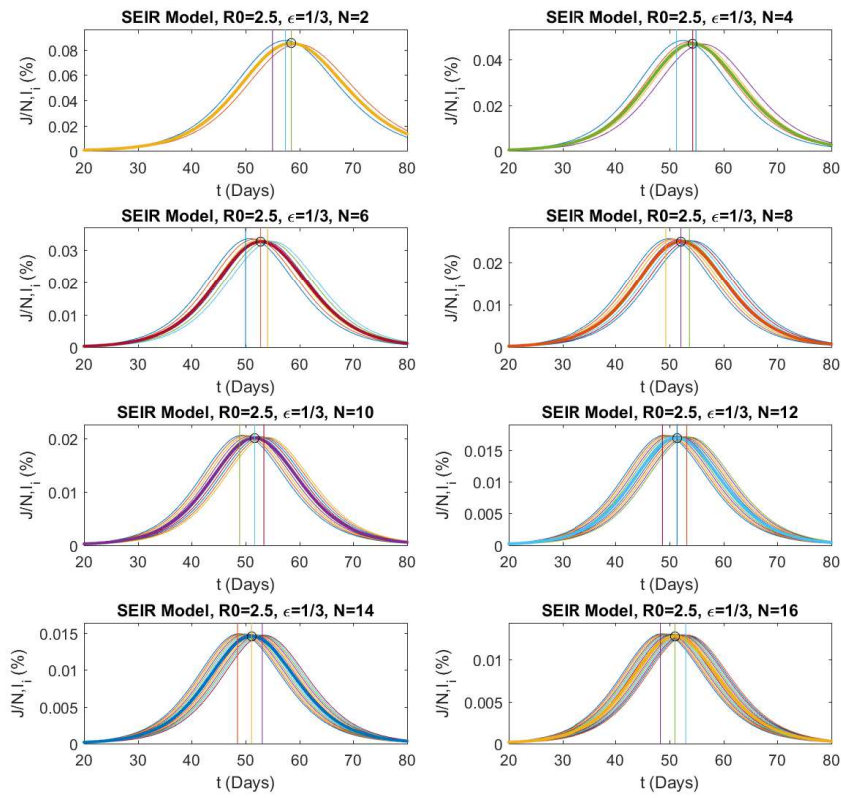 SEIR Model, R0=2.5, ϵ=1/3, N=2
J/N,I_i (%)
0.08
0.06
0.04
0.02
0
20 30 40 50 60 70 80
t (Days)
SEIR Model, R0=2.5, ϵ=1/3, N=4
J/N,I_i (%)
0.04
0.02
0
20 30 40 50 60 70 80
t (Days)
SEIR Model, R0=2.5, ϵ=1/3, N=6
J/N,I_i (%)
0.03
0.02
0.01
0
20 30 40 50 60 70 80
t (Days)
SEIR Model, R0=2.5, ϵ=1/3, N=8
J/N,I_i (%)
0.02
0.01
0
20 30 40 50 60 70 80
t (Days)
SEIR Model, R0=2.5, ϵ=1/3, N=10
J/N,I_i (%)
0.02
0.01
0
20 30 40 50 60 70 80
t (Days)
SEIR Model, R0=2.5, ϵ=1/3, N=12
J/N,I_i (%)
0.015
0.01
0.005
0
20 30 40 50 60 70 80
t (Days)
SEIR Model, R0=2.5, ϵ=1/3, N=14
J/N,I_i (%)
0.015
0.01
0.005
0
20 30 40 50 60 70 80
t (Days)
SEIR Model, R0=2.5, ϵ=1/3, N=16
J/N,I_i (%)
0.01
0.005
0
20 30 40 50 60 70 80
t (Days)